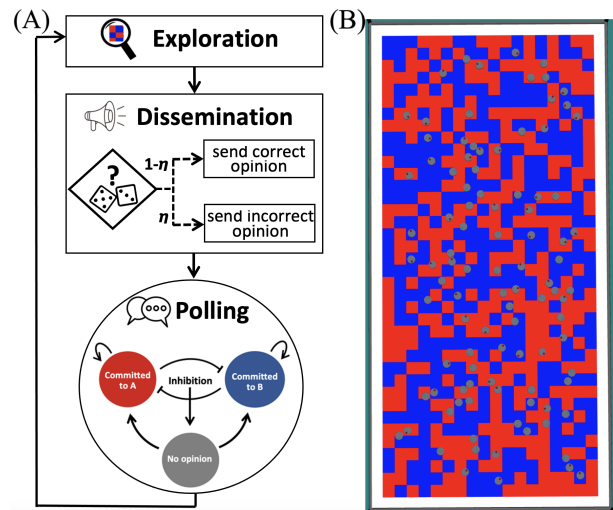 (A)
Exploration
Dissemination
?
1-η
send correct
opinion
η
send incorrect
opinion
Polling
Committed
to A
Inhibition
Committed
to B
No opinion
(B)